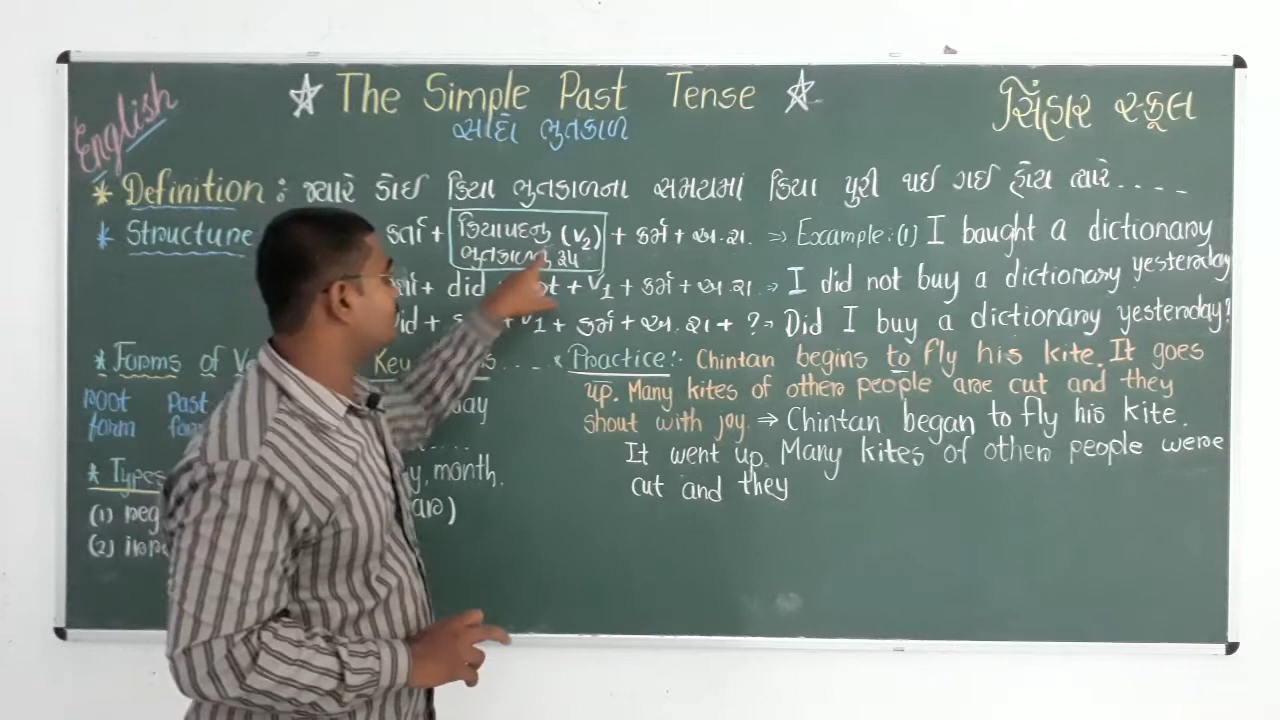 English
☆ The Simple Past Tense ☆
સિંહાર સ્કૂલ
સાદો ભુતકાળ
* Definition : જ્યારે કોઈ ક્રિયા ભુતકાળના સમયમાં ક્રિયા પુરી થઈ ગઈ હોય ત્યારે....
* Structure કર્તા + ક્રિયાપદનુ (V2) + કર્મ + અ.શ. ⇒ Example:(1) I baught a dictionary
ભુતકાળનુ રૂપ
+ did + V1 + કર્મ + અ.શ. ⇒ I did not buy a dictionary yesterday
+ V1 + કર્મ + અ.શ + ? ⇒ Did I buy a dictionary yesterday?
* Forms of Key
* Practice:- Chintan begins to fly his kite. It goes
up. Many kites of other people are cut and they
shout with joy. ⇒ Chintan began to fly his kite.
It went up. Many kites of other people were
cut and they
root Past
form
* Types month.
(1)
(2)